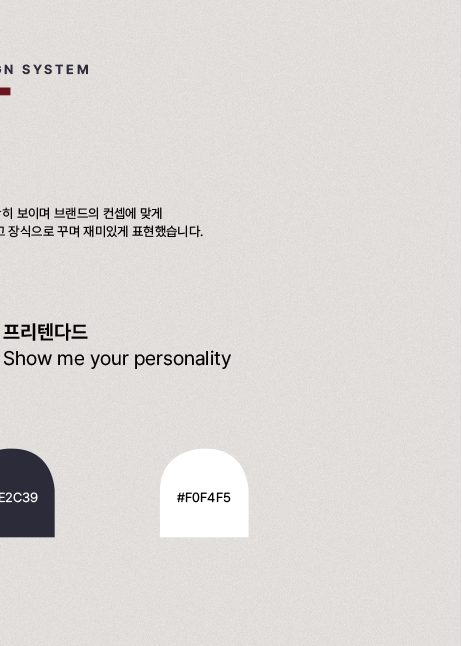 GN SYSTEM
히 보이며 브랜드의 컨셉에 맞게
고 장식으로 꾸며 재미있게 표현했습니다.
프리텐다드
Show me your personality
E2C39
#F0F4F5